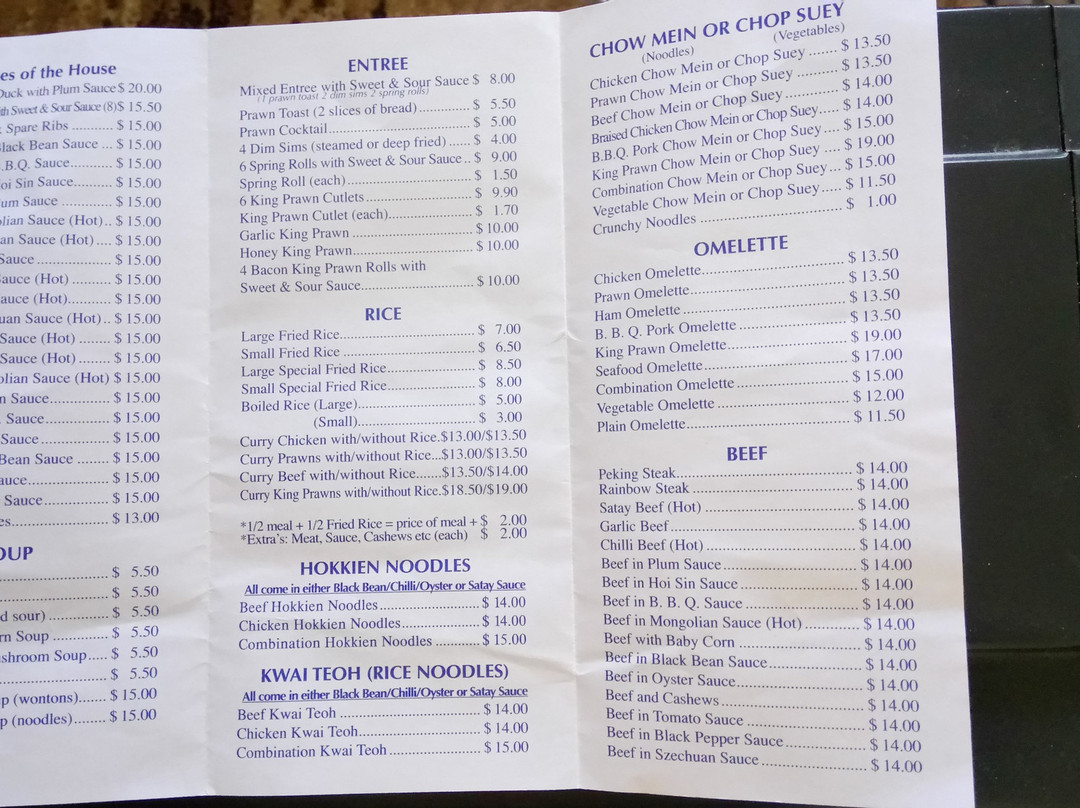 es of the House
Duck with Plum Sauce $ 20.00
th Sweet & Sour Sauce (8) $ 15.50
Spare Ribs .......... $ 15.00
lack Bean Sauce ... $ 15.00
.B.Q. Sauce............ $ 15.00
oi Sin Sauce......... $ 15.00
um Sauce ............ $ 15.00
olian Sauce (Hot).. $ 15.00
an Sauce (Hot).... $ 15.00
Sauce .................. $ 15.00
auce (Hot) ......... $ 15.00
auce (Hot).......... $ 15.00
uan Sauce (Hot).. $ 15.00
Sauce (Hot) ....... $ 15.00
Sauce (Hot) ....... $ 15.00
olian Sauce (Hot) $ 15.00
n Sauce.............. $ 15.00
Sauce............... $ 15.00
Sauce ................ $ 15.00
Bean Sauce ....... $ 15.00
auce.................. $ 15.00
Sauce............... $ 15.00
es....................... $ 13.00
OUP
........................ $ 5.50
........................ $ 5.50
d sour) .............. $ 5.50
rn Soup ............ $ 5.50
shroom Soup..... $ 5.50
........................ $ 5.50
p (wontons)...... $ 15.00
p (noodles)........ $ 15.00
ENTREE
Mixed Entree with Sweet & Sour Sauce $ 8.00
(1 prawn toast 2 dim sims 2 spring rolls)
Prawn Toast (2 slices of bread).............. $ 5.50
Prawn Cocktail...................................... $ 5.00
4 Dim Sims (steamed or deep fried) ...... $ 4.00
6 Spring Rolls with Sweet & Sour Sauce .. $ 9.00
Spring Roll (each).................................. $ 1.50
6 King Prawn Cutlets............................. $ 9.90
King Prawn Cutlet (each)....................... $ 1.70
Garlic King Prawn ................................. $ 10.00
Honey King Prawn................................. $ 10.00
4 Bacon King Prawn Rolls with
Sweet & Sour Sauce............................... $ 10.00
RICE
Large Fried Rice.................................... $ 7.00
Small Fried Rice ................................... $ 6.50
Large Special Fried Rice........................ $ 8.50
Small Special Fried Rice........................ $ 8.00
Boiled Rice (Large)................................ $ 5.00
(Small)................................ $ 3.00
Curry Chicken with/without Rice.$13.00/$13.50
Curry Prawns with/without Rice...$13.00/$13.50
Curry Beef with/without Rice.......$13.50/$14.00
Curry King Prawns with/without Rice.$18.50/$19.00
*1/2 meal + 1/2 Fried Rice = price of meal + $ 2.00
*Extra's: Meat, Sauce, Cashews etc (each) $ 2.00
HOKKIEN NOODLES
All come in either Black Bean/Chilli/Oyster or Satay Sauce
Beef Hokkien Noodles........................... $ 14.00
Chicken Hokkien Noodles...................... $ 14.00
Combination Hokkien Noodles .............. $ 15.00
KWAI TEOH (RICE NOODLES)
All come in either Black Bean/Chilli/Oyster or Satay Sauce
Beef Kwai Teoh ..................................... $ 14.00
Chicken Kwai Teoh................................ $ 14.00
Combination Kwai Teoh ........................ $ 15.00
CHOW MEIN OR CHOP SUEY
(Noodles) (Vegetables)
Chicken Chow Mein or Chop Suey ....... $ 13.50
Prawn Chow Mein or Chop Suey .......... $ 13.50
Beef Chow Mein or Chop Suey ............. $ 14.00
Braised Chicken Chow Mein or Chop Suey..... $ 14.00
B.B.Q. Pork Chow Mein or Chop Suey .... $ 15.00
King Prawn Chow Mein or Chop Suey .... $ 19.00
Combination Chow Mein or Chop Suey... $ 15.00
Vegetable Chow Mein or Chop Suey..... $ 11.50
Crunchy Noodles .................................. $ 1.00
OMELETTE
Chicken Omelette.................................. $ 13.50
Prawn Omelette..................................... $ 13.50
Ham Omelette ....................................... $ 13.50
B. B. Q. Pork Omelette ......................... $ 13.50
King Prawn Omelette............................ $ 19.00
Seafood Omelette.................................. $ 17.00
Combination Omelette .......................... $ 15.00
Vegetable Omelette ............................... $ 12.00
Plain Omelette....................................... $ 11.50
BEEF
Peking Steak.......................................... $ 14.00
Rainbow Steak ...................................... $ 14.00
Satay Beef (Hot) ................................... $ 14.00
Garlic Beef............................................ $ 14.00
Chilli Beef (Hot) ................................... $ 14.00
Beef in Plum Sauce............................... $ 14.00
Beef in Hoi Sin Sauce........................... $ 14.00
Beef in B. B. Q. Sauce .......................... $ 14.00
Beef in Mongolian Sauce (Hot) ............ $ 14.00
Beef with Baby Corn ............................ $ 14.00
Beef in Black Bean Sauce..................... $ 14.00
Beef in Oyster Sauce............................. $ 14.00
Beef and Cashews................................. $ 14.00
Beef in Tomato Sauce ........................... $ 14.00
Beef in Black Pepper Sauce.................. $ 14.00
Beef in Szechuan Sauce........................ $ 14.00